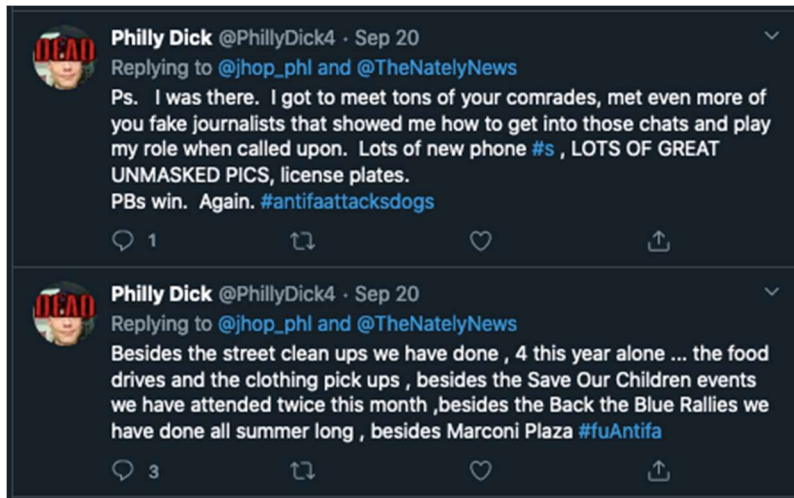 DEAD
Philly Dick @PhillyDick4 · Sep 20
Replying to @jhop_phl and @TheNatelyNews
Ps. I was there. I got to meet tons of your comrades, met even more of
you fake journalists that showed me how to get into those chats and play
my role when called upon. Lots of new phone #s , LOTS OF GREAT
UNMASKED PICS, license plates.
PBs win. Again. #antifaattacksdogs
1
DEAD
Philly Dick @PhillyDick4 · Sep 20
Replying to @jhop_phl and @TheNatelyNews
Besides the street clean ups we have done , 4 this year alone ... the food
drives and the clothing pick ups , besides the Save Our Children events
we have attended twice this month ,besides the Back the Blue Rallies we
have done all summer long , besides Marconi Plaza #fuAntifa
3